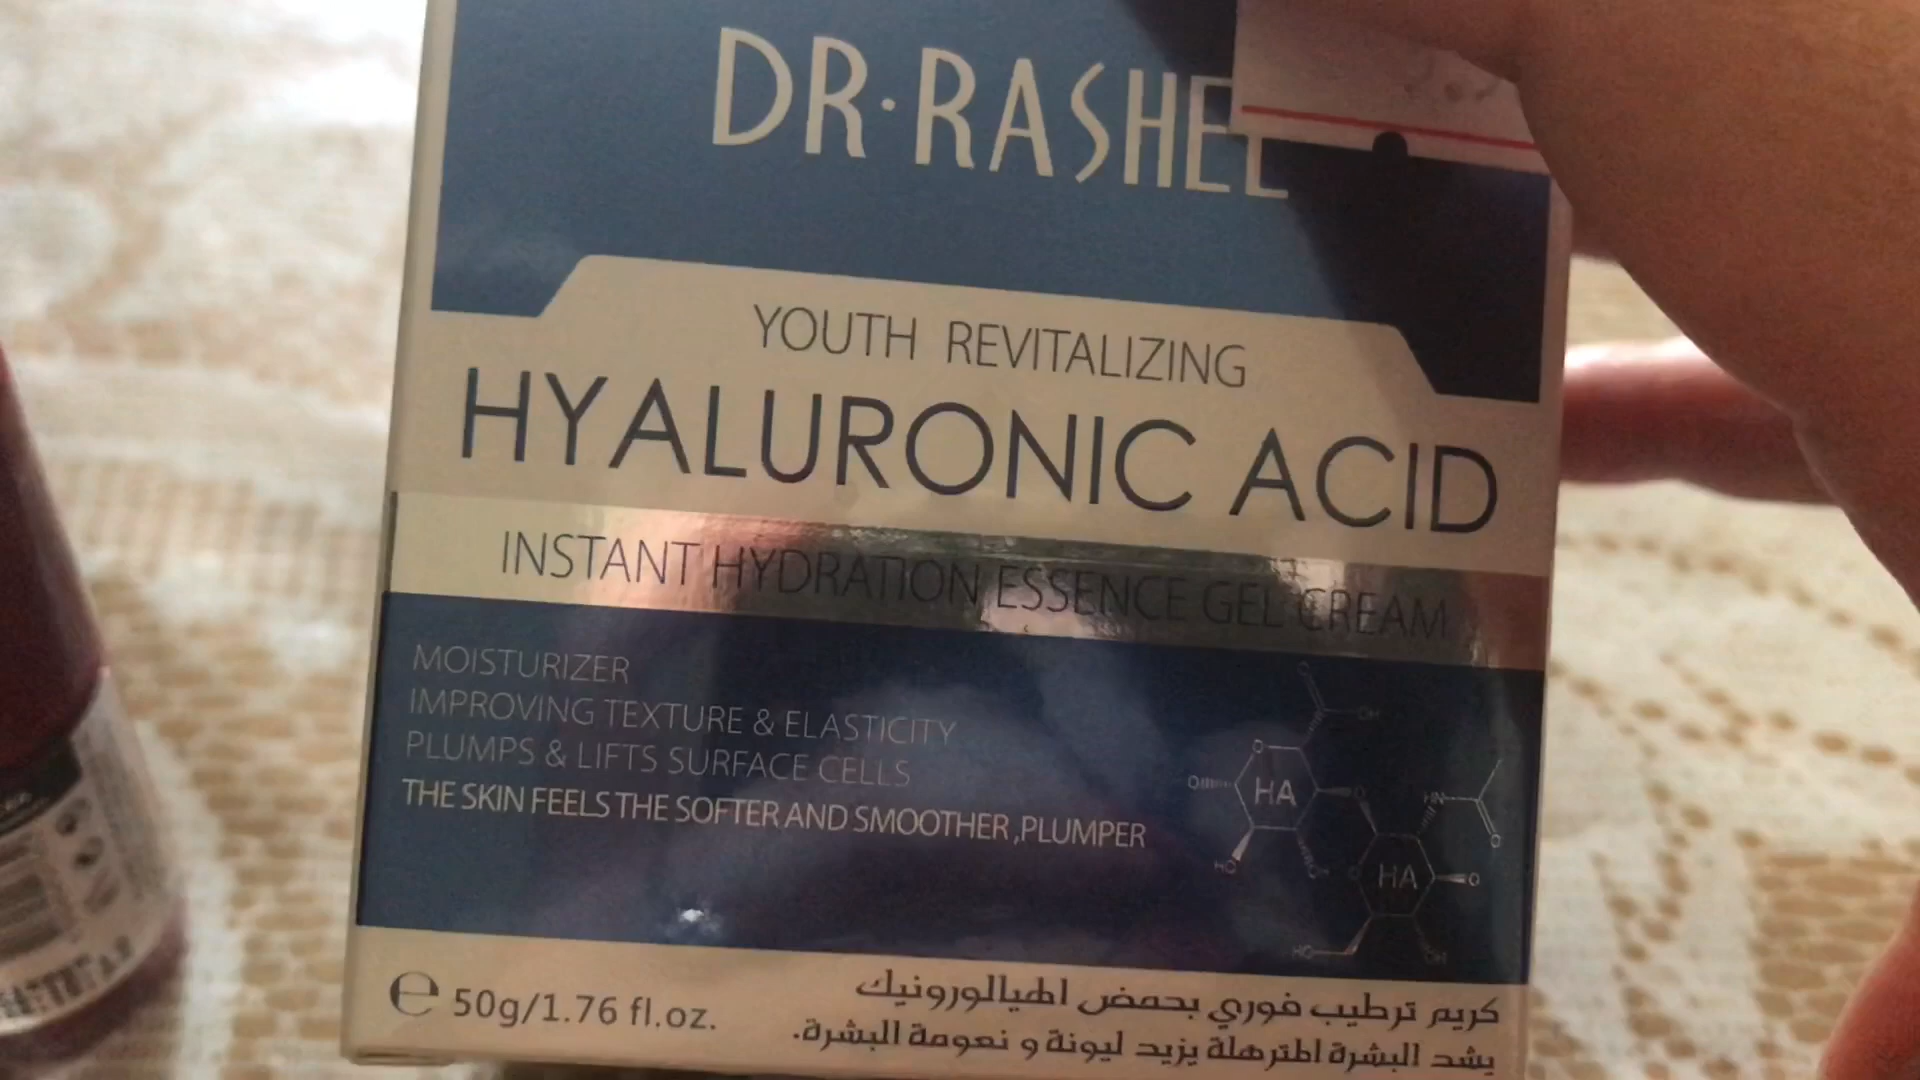 DR·RASHEL
YOUTH REVITALIZING
HYALURONIC ACID
INSTANT HYDRATION ESSENCE GEL CREAM
MOISTURIZER
IMPROVING TEXTURE & ELASTICITY
PLUMPS & LIFTS SURFACE CELLS
THE SKIN FEELS THE SOFTER AND SMOOTHER ,PLUMPER
HA
HA
℮ 50g/1.76 fl.oz.
كريم ترطيب فوري بحمض الهيالورونيك
يشد البشرة المترهلة يزيد ليونة و نعومة البشرة.